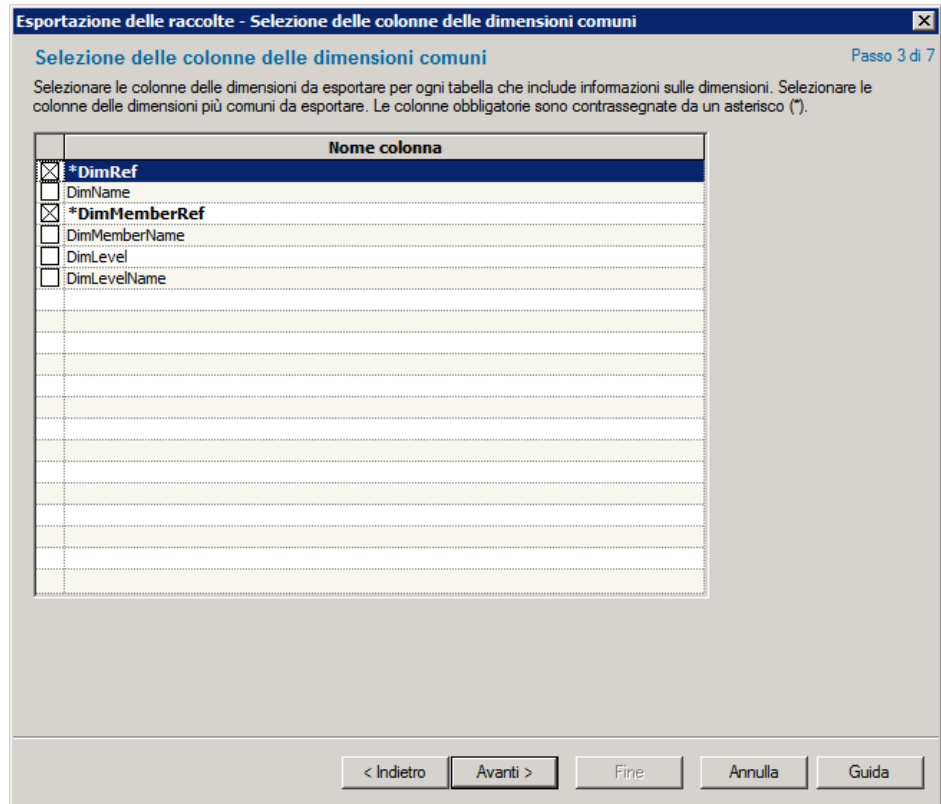 Esportazione delle raccolte - Selezione delle colonne delle dimensioni comuni
Selezione delle colonne delle dimensioni comuni
Passo 3 di 7
Selezionare le colonne delle dimensioni da esportare per ogni tabella che include informazioni sulle dimensioni. Selezionare le
colonne delle dimensioni più comuni da esportare. Le colonne obbligatorie sono contrassegnate da un asterisco (*).
Nome colonna
*DimRef
DimName
*DimMemberRef
DimMemberName
DimLevel
DimLevelName
< Indietro
Avanti >
Fine
Annulla
Guida